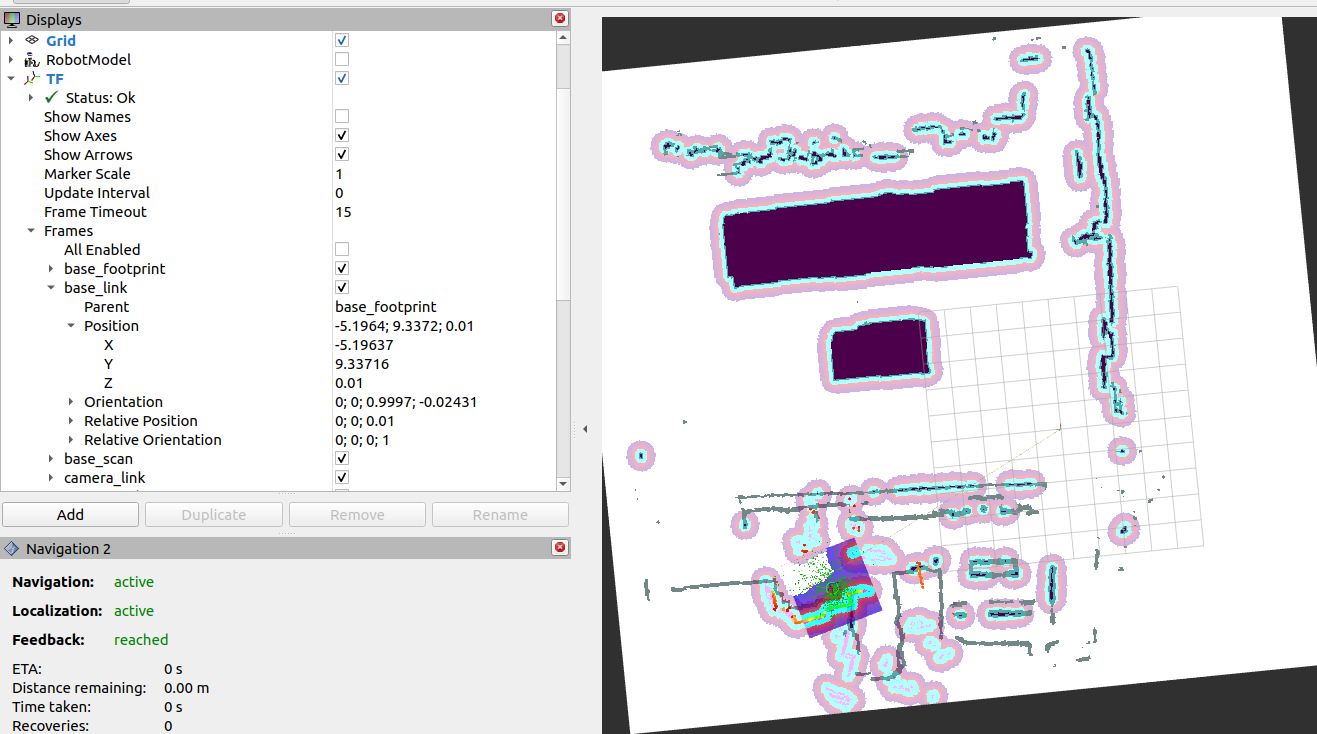 Displays
Grid
RobotModel
TF
Status: Ok
Show Names
Show Axes
Show Arrows
Marker Scale 1
Update Interval 0
Frame Timeout 15
Frames
All Enabled
base_footprint
base_link
Parent base_footprint
Position -5.1964; 9.3372; 0.01
X -5.19637
Y 9.33716
Z 0.01
Orientation 0; 0; 0.9997; -0.02431
Relative Position 0; 0; 0.01
Relative Orientation 0; 0; 0; 1
base_scan
camera_link
Add Duplicate Remove Rename
Navigation 2
Navigation: active
Localization: active
Feedback: reached
ETA: 0 s
Distance remaining: 0.00 m
Time taken: 0 s
Recoveries: 0